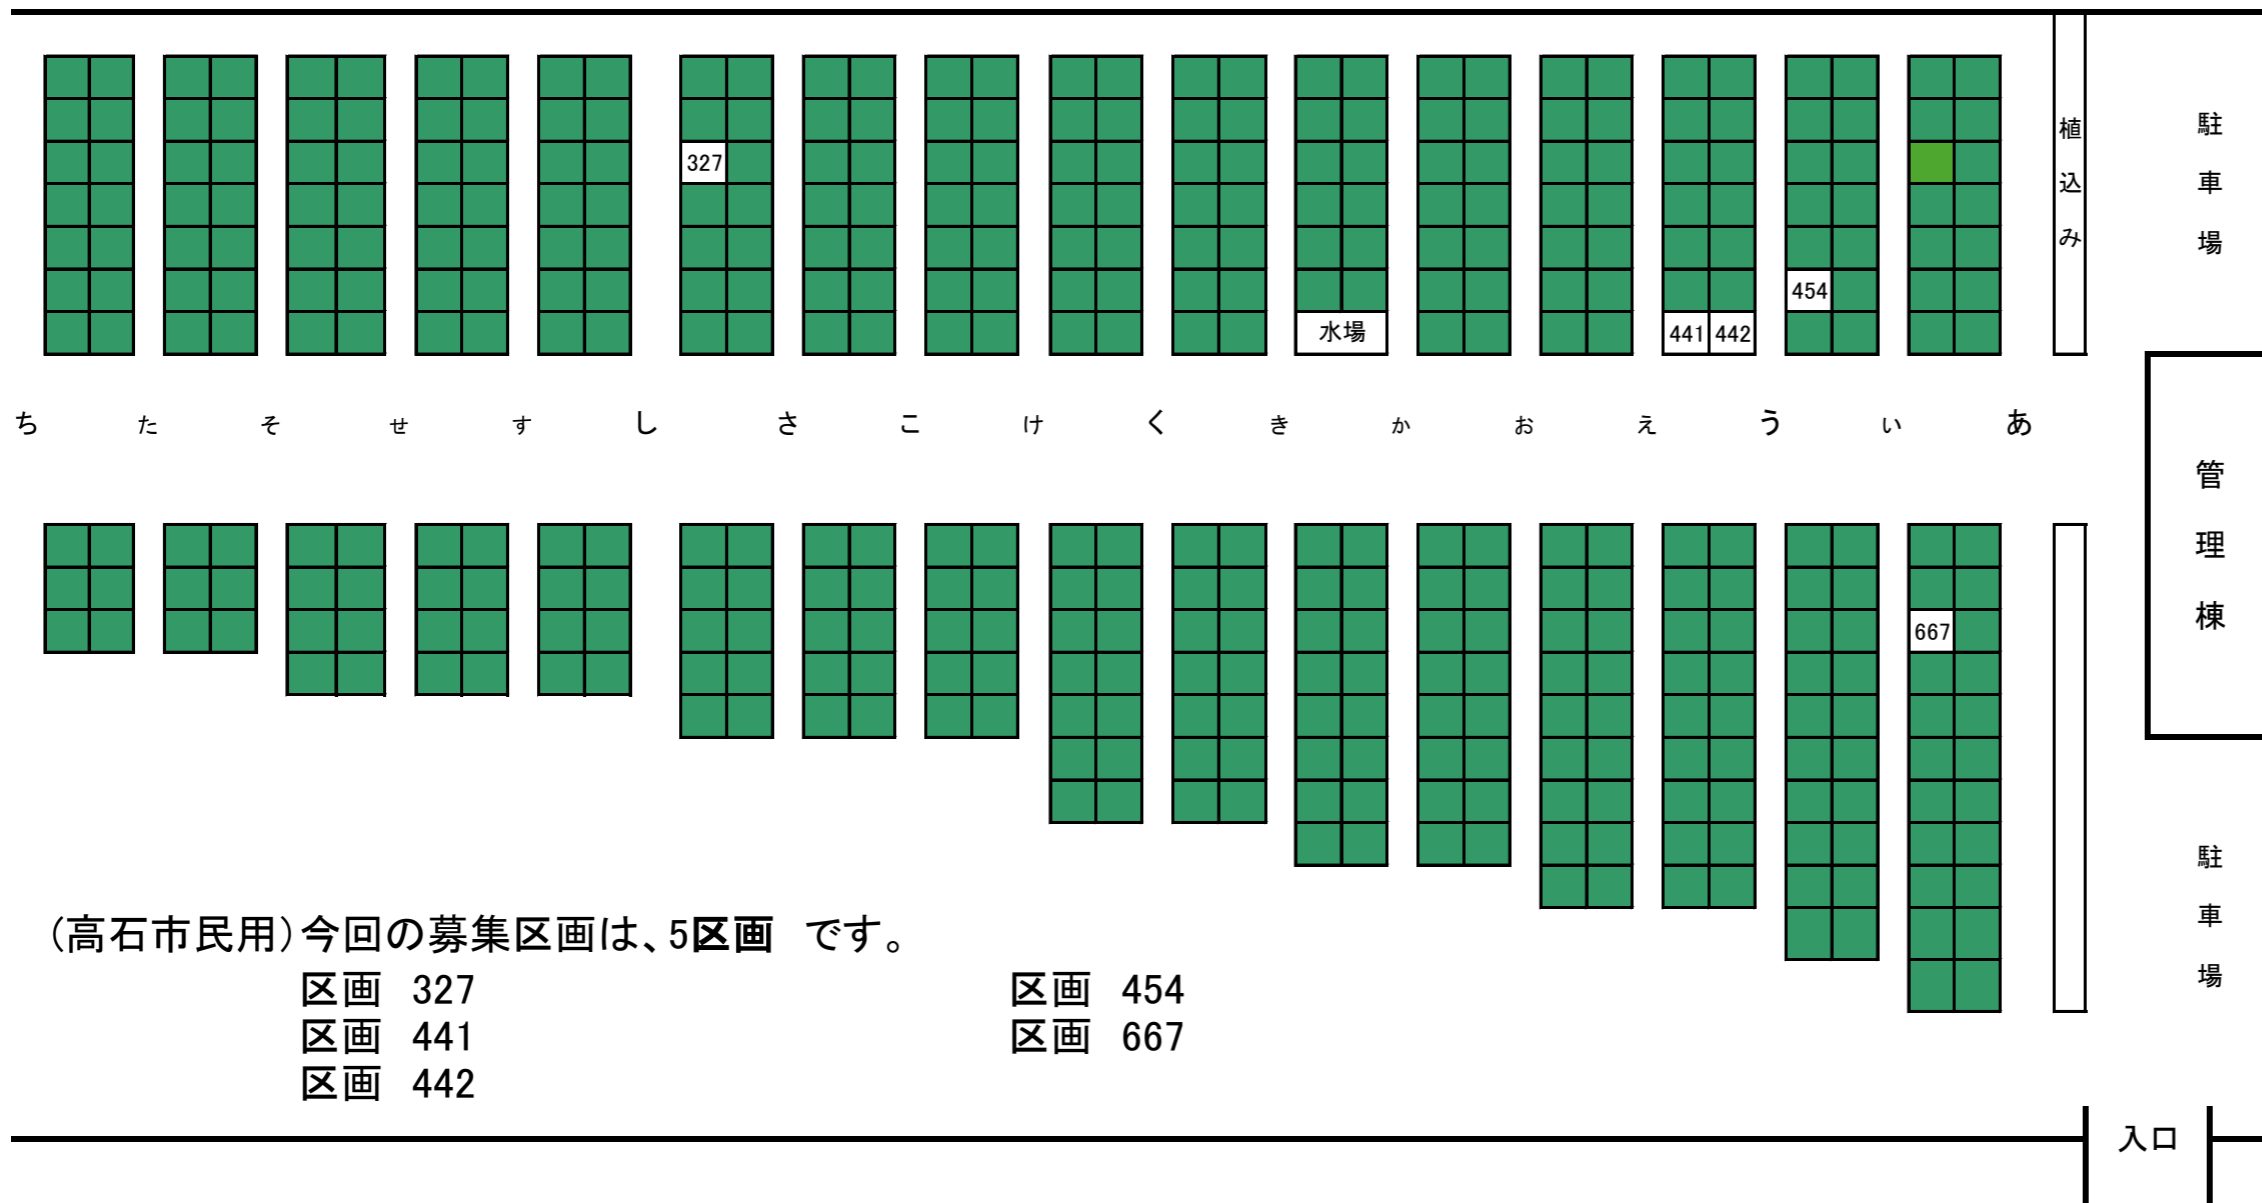 327
454
水場
441 442
植込み
駐車場
ち た そ せ す し さ こ け く き か お え う い あ
管理棟
667
駐車場
(高石市民用)今回の募集区画は、5区画 です。
区画 327
区画 441
区画 442
区画 454
区画 667
入口